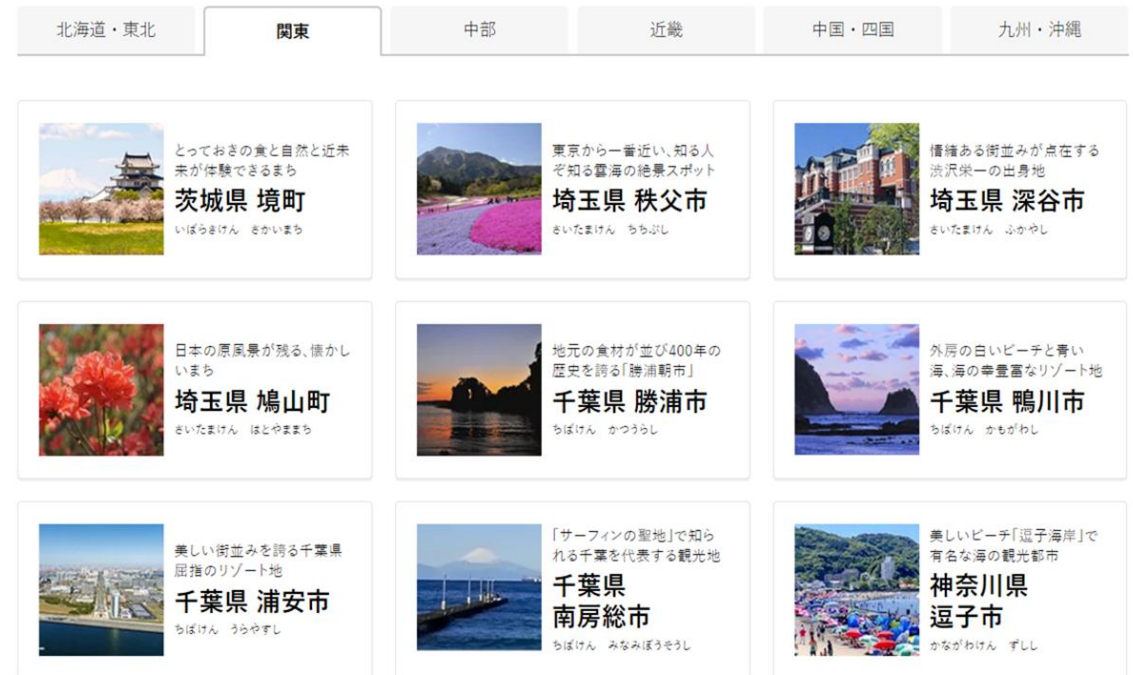 北海道・東北
関東
中部
近畿
中国・四国
九州・沖縄
とっておきの食と自然と近未
来が体験できるまち
茨城県 境町
いばらきけん さかいまち
東京から一番近い、知る人
ぞ知る雲海の絶景スポット
埼玉県 秩父市
さいたまけん ちちぶし
情緒ある街並みが点在する
渋沢栄一の出身地
埼玉県 深谷市
さいたまけん ふかやし
日本の原風景が残る、懐かし
いまち
埼玉県 鳩山町
さいたまけん はとやままち
地元の食材が並び400年の
歴史を誇る「勝浦朝市」
千葉県 勝浦市
ちばけん かつうらし
外房の白いビーチと青い
海、海の幸豊富なリゾート地
千葉県 鴨川市
ちばけん かもがわし
美しい街並みを誇る千葉県
屈指のリゾート地
千葉県 浦安市
ちばけん うらやすし
「サーフィンの聖地」で知ら
れる千葉を代表する観光地
千葉県
南房総市
ちばけん みなみぼうそうし
美しいビーチ「逗子海岸」で
有名な海の観光都市
神奈川県
逗子市
かながわけん ずしし